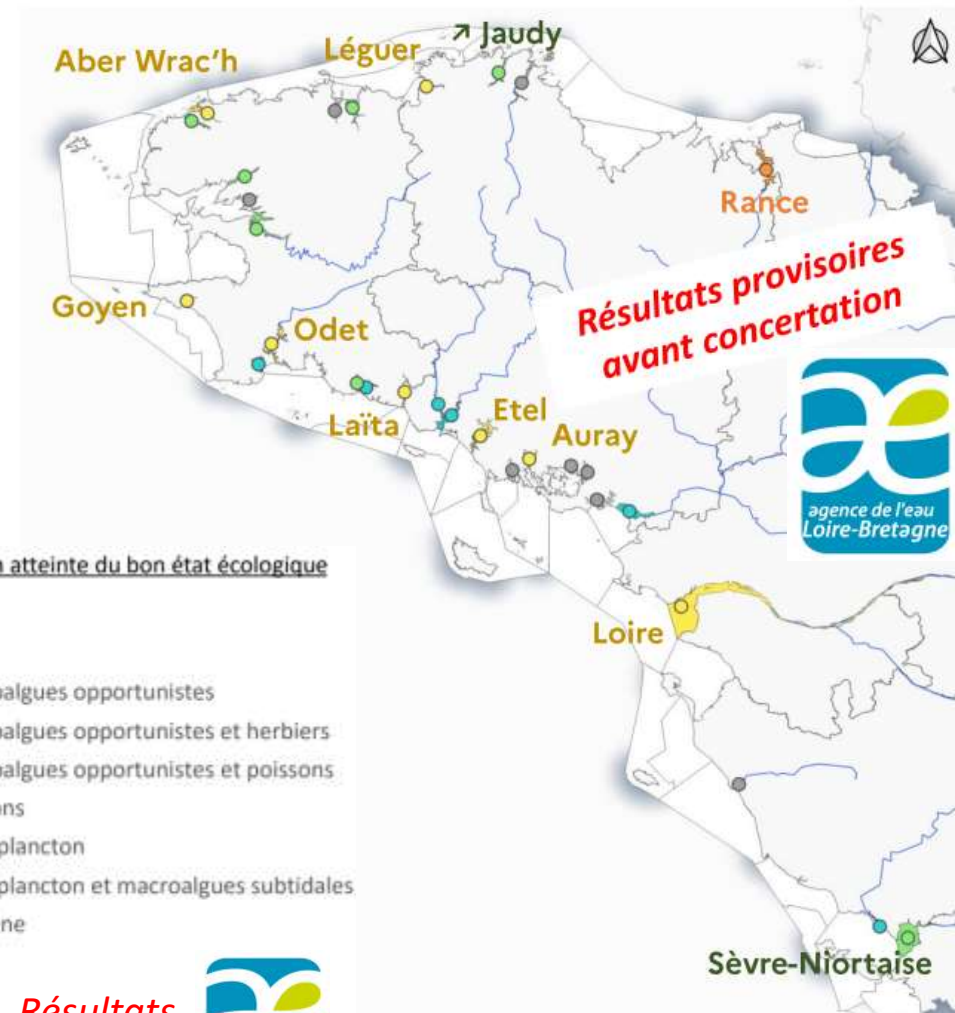 ↗ Jaudy
Léguer
Aber Wrac'h
Rance
Résultats provisoires
avant concertation
Goyen
Odet
Etel
Laïta
Auray
agence de l'eau
Loire-Bretagne
atteinte du bon état écologique
Loire
algues opportunistes
algues opportunistes et herbiers
algues opportunistes et poissons
plancton
plancton et macroalgues subtidales
Sèvre-Niortaise
Résultats